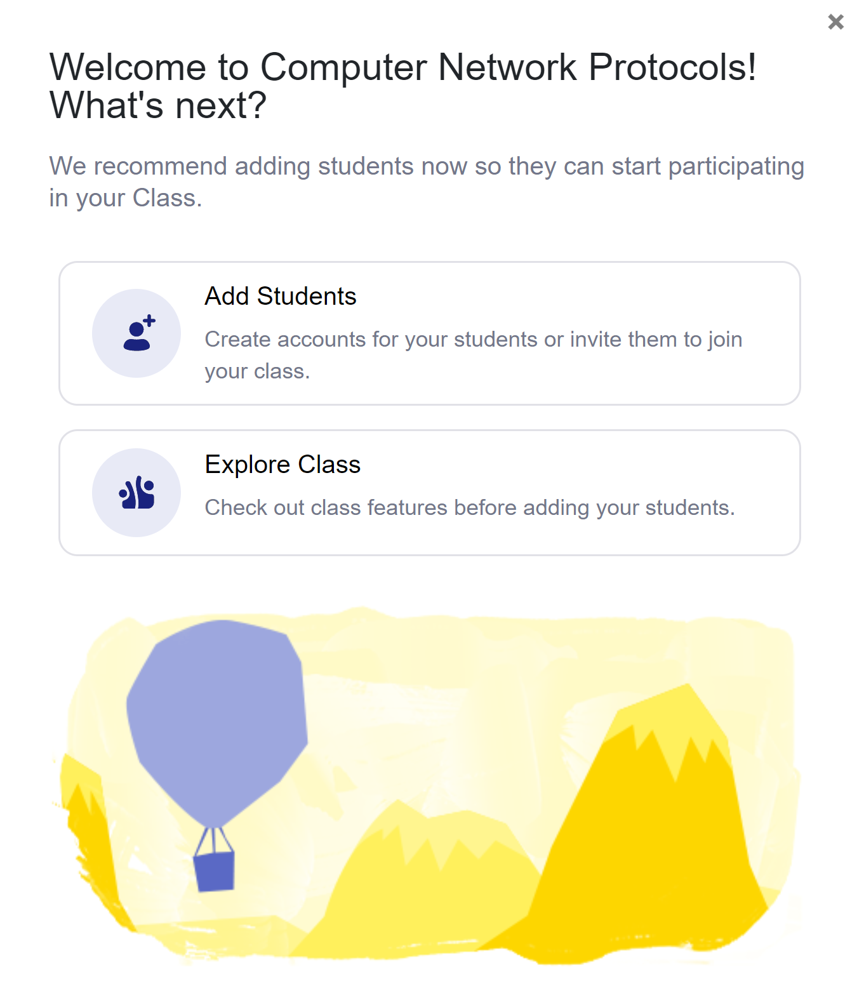 Welcome to Computer Network Protocols!
What's next?
We recommend adding students now so they can start participating
in your Class.
Add Students
Create accounts for your students or invite them to join
your class.
Explore Class
Check out class features before adding your students.